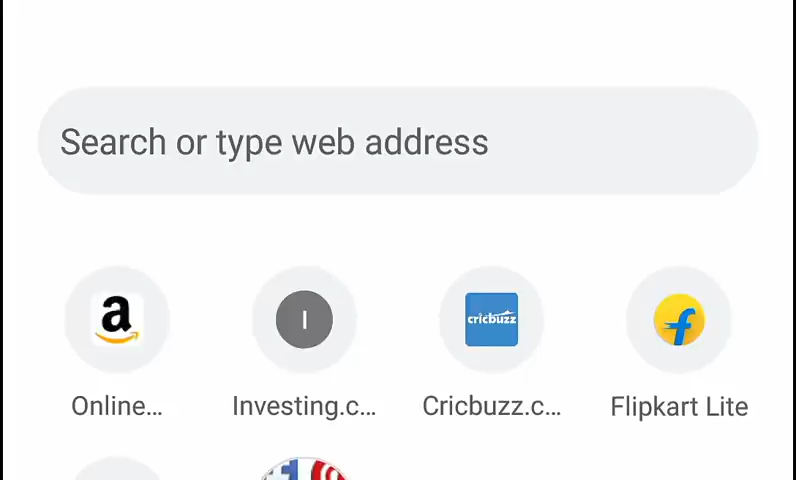 Search or type web address
a I cricbuzz f
Online... Investing.c... Cricbuzz.c... Flipkart Lite